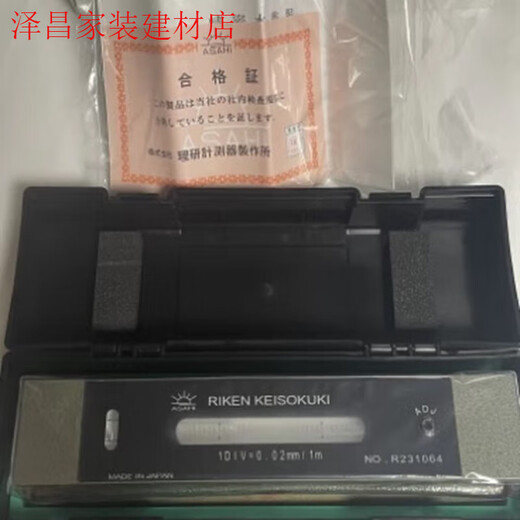 泽昌家装建材店
ASAHI
合格証
この製品は当社の社内検査に
合格していることを証します。
株式会社 理研計測器製作所
ASAHI
RIKEN KEISOKUKI
ADJ
1DIV=0.02mm/1m
NO. R231064
MADE IN JAPAN